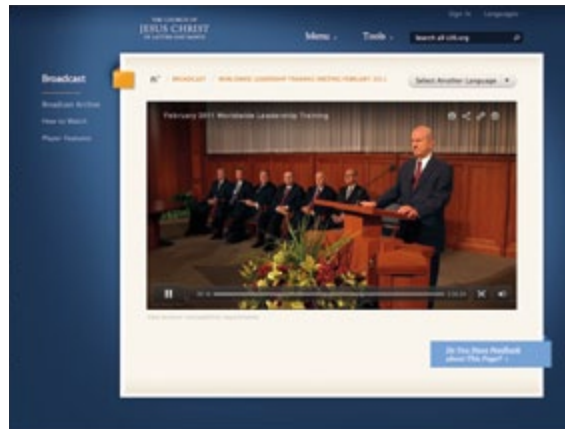 Sign In Languages
THE CHURCH OF
JESUS CHRIST
OF LATTER-DAY SAINTS
Menu
Tools
Search all LDS.org
Broadcast
BROADCAST / WORLDWIDE LEADERSHIP TRAINING MEETING FEBRUARY 2011
Select Another Language
Broadcast Archive
How to Watch
Player Features
February 2011 Worldwide Leadership Training
Do You Have Feedback
about This Page?